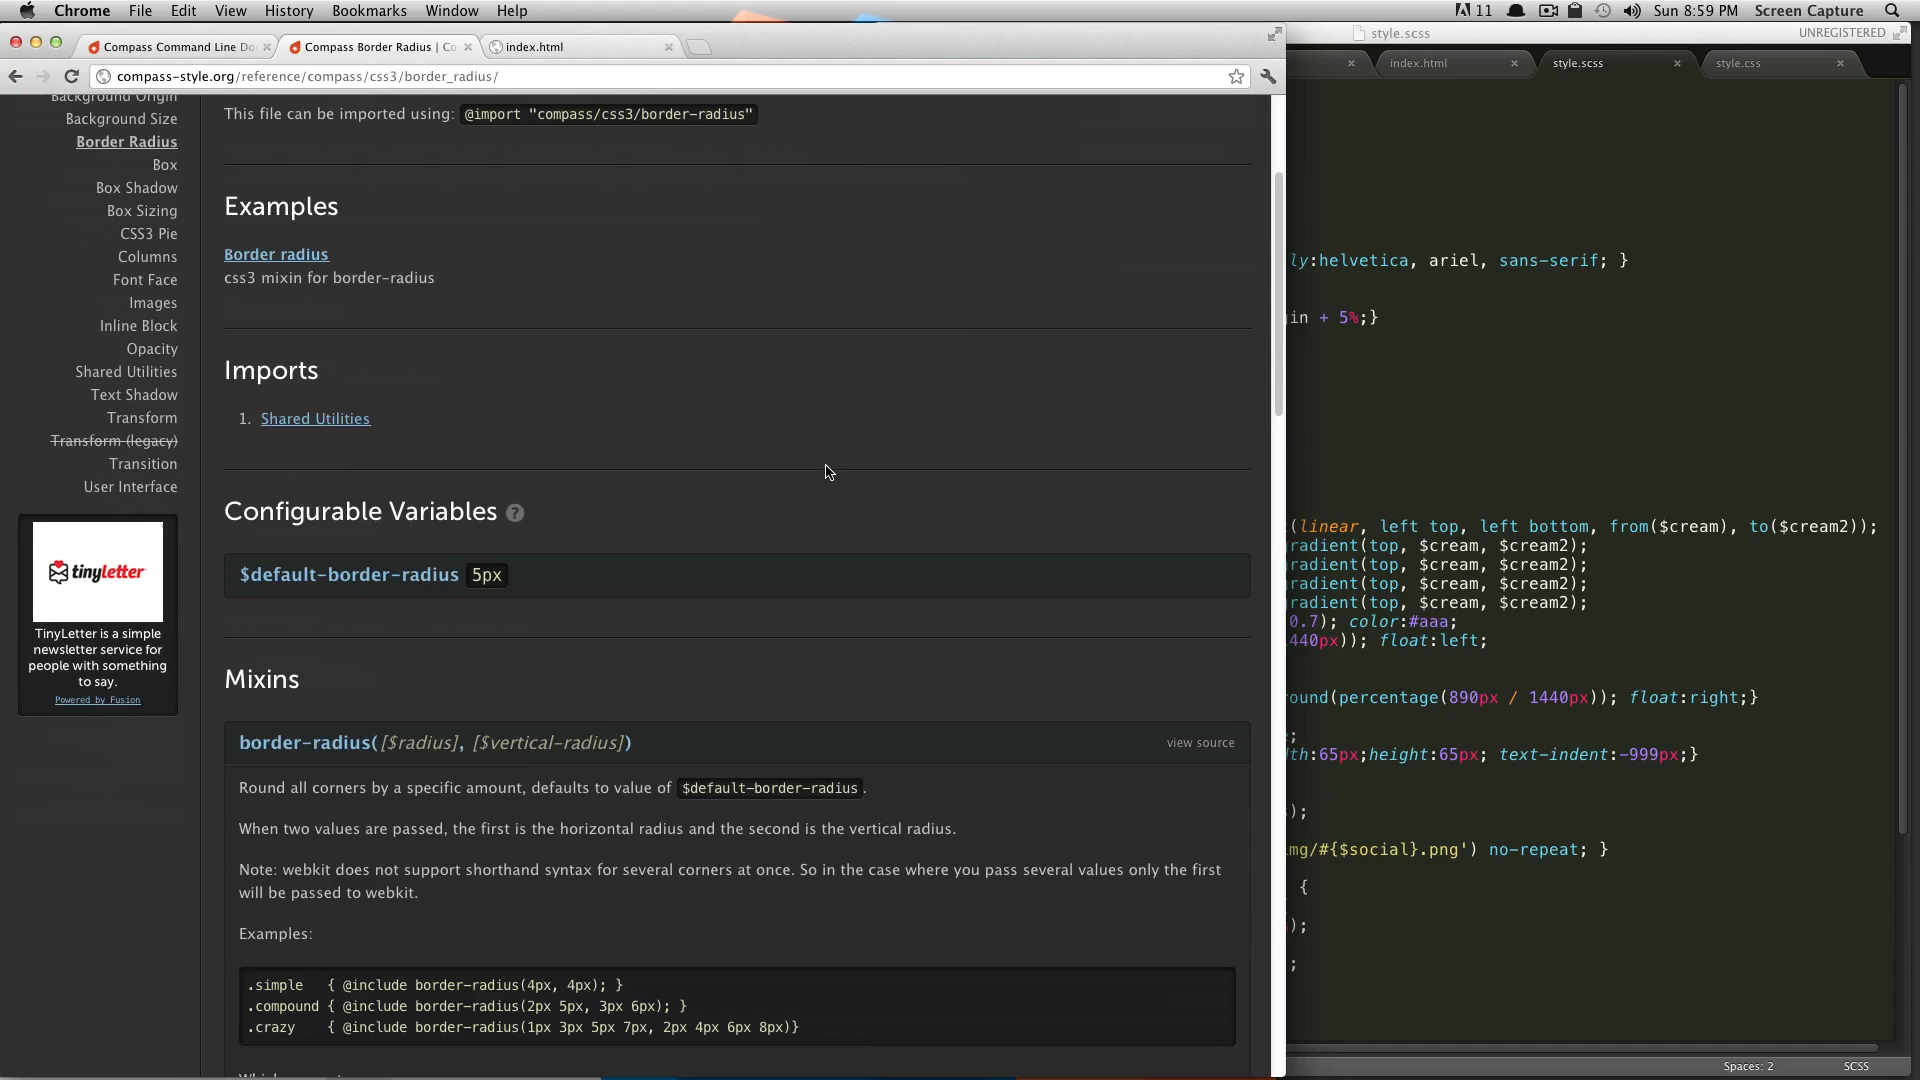 Chrome File Edit View History Bookmarks Window Help
11 Sun 8:59 PM Screen Capture
Compass Command Line Do
Compass Border Radius | Co
index.html
compass-style.org/reference/compass/css3/border_radius/
Background Origin
Background Size
Border Radius
Box
Box Shadow
Box Sizing
CSS3 Pie
Columns
Font Face
Images
Inline Block
Opacity
Shared Utilities
Text Shadow
Transform
Transform (legacy)
Transition
User Interface
tinyletter
TinyLetter is a simple
newsletter service for
people with something
to say.
Powered by Fusion
This file can be imported using: @import "compass/css3/border-radius"
Examples
Border radius
css3 mixin for border-radius
Imports
1. Shared Utilities
Configurable Variables ?
$default-border-radius 5px
Mixins
border-radius([$radius], [$vertical-radius])
view source
Round all corners by a specific amount, defaults to value of $default-border-radius.
When two values are passed, the first is the horizontal radius and the second is the vertical radius.
Note: webkit does not support shorthand syntax for several corners at once. So in the case where you pass several values only the first
will be passed to webkit.
Examples:
.simple { @include border-radius(4px, 4px); }
.compound { @include border-radius(2px 5px, 3px 6px); }
.crazy { @include border-radius(1px 3px 5px 7px, 2px 4px 6px 8px)}
style.scss
UNREGISTERED
index.html
style.scss
style.css
ly:helvetica, ariel, sans-serif; }
in + 5%;}
(linear, left top, left bottom, from($cream), to($cream2));
radient(top, $cream, $cream2);
radient(top, $cream, $cream2);
radient(top, $cream, $cream2);
radient(top, $cream, $cream2);
0.7); color:#aaa;
440px)); float:left;
ound(percentage(890px / 1440px)); float:right;}
;
th:65px;height:65px; text-indent:-999px;}
);
mg/#{$social}.png') no-repeat; }
{
);
;
Spaces: 2
SCSS